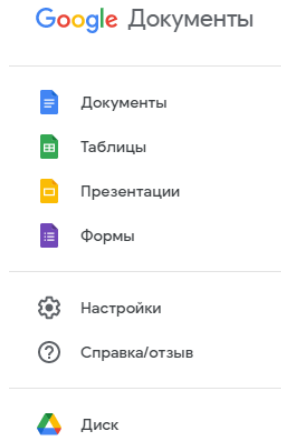 Google Документы
Документы
Таблицы
Презентации
Формы
Настройки
Справка/отзыв
Диск